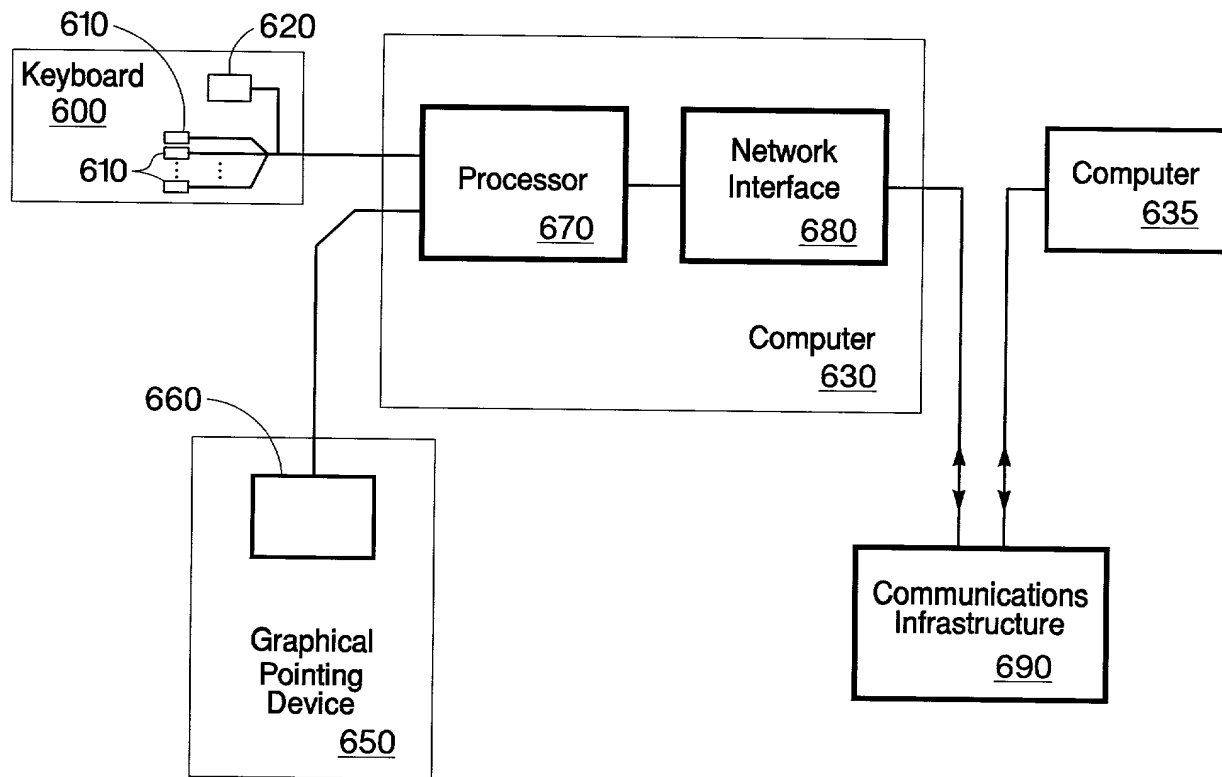 610
620
Keyboard
600
610
Processor
670
Network
Interface
680
Computer
635
Computer
630
660
Graphical
Pointing
Device
650
Communications
Infrastructure
690